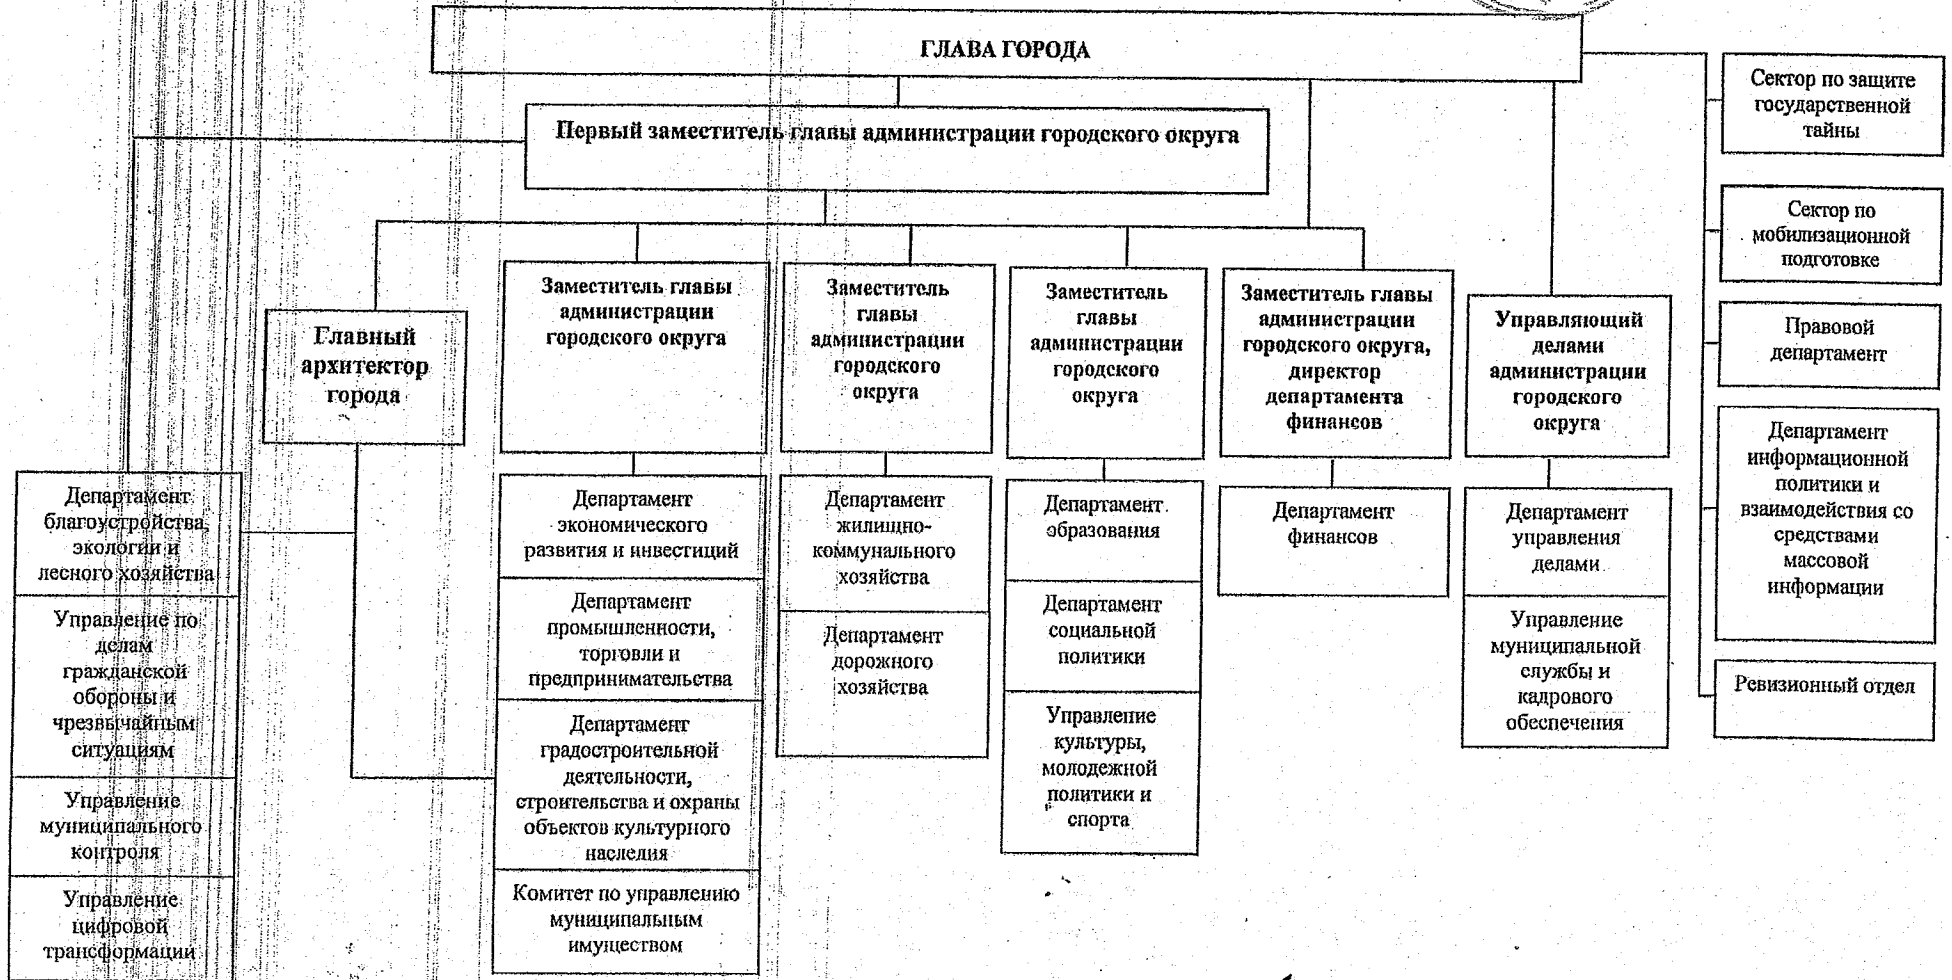 ГЛАВА ГОРОДА
Первый заместитель главы администрации городского округа
Главный
архитектор
города
Заместитель главы
администрации
городского округа
Заместитель
главы
администрации
городского
округа
Заместитель
главы
администрации
городского
округа
Заместитель главы
администрации
городского округа,
директор
департамента
финансов
Управляющий
делами
администрации
городского
округа
Сектор по защите
государственной
тайны
Сектор по
мобилизационной
подготовке
Правовой
департамент
Департамент
информационной
политики и
взаимодействия со
средствами
массовой
информации
Ревизионный отдел
Департамент
благоустройства,
экологии и
лесного хозяйства
Управление по
делам
гражданской
обороны и
чрезвычайным
ситуациям
Управление
муниципального
контроля
Управление
цифровой
трансформации
Департамент
экономического
развития и инвестиций
Департамент
промышленности,
торговли и
предпринимательства
Департамент
градостроительной
деятельности,
строительства и охраны
объектов культурного
наследия
Комитет по управлению
муниципальным
имуществом
Департамент
жилищно-
коммунального
хозяйства
Департамент
дорожного
хозяйства
Департамент
образования
Департамент
социальной
политики
Управление
культуры,
молодежной
политики и
спорта
Департамент
финансов
Департамент
управления
делами
Управление
муниципальной
службы и
кадрового
обеспечения